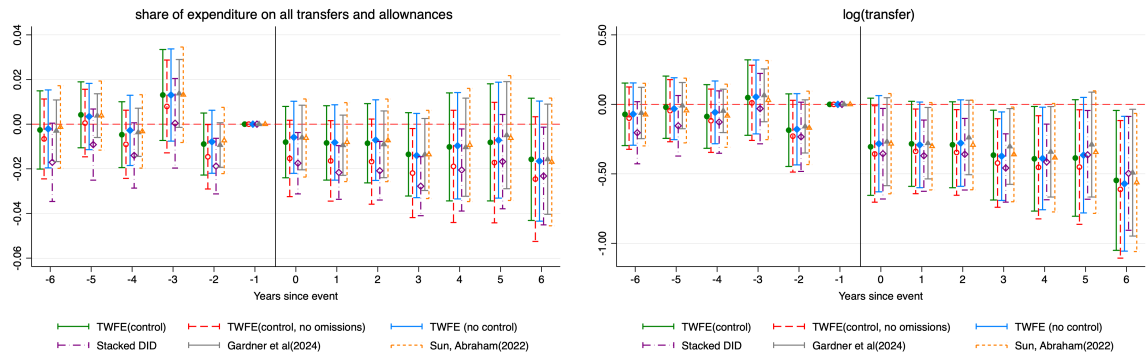 share of expenditure on all transfers and allowances
0.04
0.02
0.00
-0.02
-0.04
-0.06
-6 -5 -4 -3 -2 -1 0 1 2 3 4 5 6
Years since event
TWFE(control) TWFE(control, no omissions) TWFE (no control)
Stacked DID Gardner et al(2024) Sun, Abraham(2022)
log(transfer)
0.50
0.00
-0.50
-1.00
-6 -5 -4 -3 -2 -1 0 1 2 3 4 5 6
Years since event
TWFE(control) TWFE(control, no omissions) TWFE (no control)
Stacked DID Gardner et al(2024) Sun, Abraham(2022)